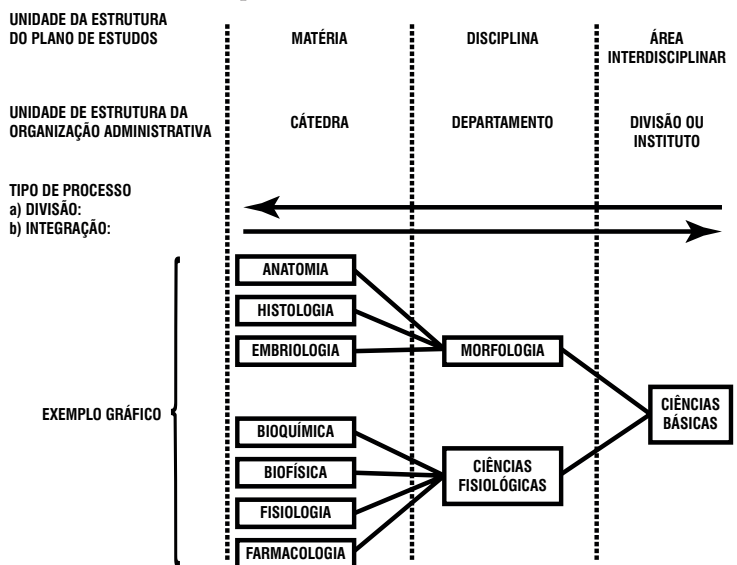 UNIDADE DA ESTRUTURA
DO PLANO DE ESTUDOS
MATÉRIA
DISCIPLINA
ÁREA
INTERDISCIPLINAR
UNIDADE DE ESTRUTURA DA
ORGANIZAÇÃO ADMINISTRATIVA
CÁTEDRA
DEPARTAMENTO
DIVISÃO OU
INSTITUTO
TIPO DE PROCESSO
a) DIVISÃO:
b) INTEGRAÇÃO:
EXEMPLO GRÁFICO
ANATOMIA
HISTOLOGIA
EMBRIOLOGIA
BIOQUÍMICA
BIOFÍSICA
FISIOLOGIA
FARMACOLOGIA
MORFOLOGIA
CIÊNCIAS
FISIOLÓGICAS
CIÊNCIAS
BÁSICAS